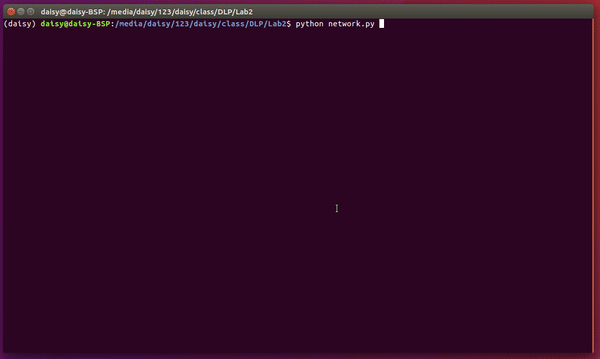 daisy@daisy-BSP: /media/daisy/123/daisy/class/DLP/Lab2
(daisy) daisy@daisy-BSP:/media/daisy/123/daisy/class/DLP/Lab2$ python network.py